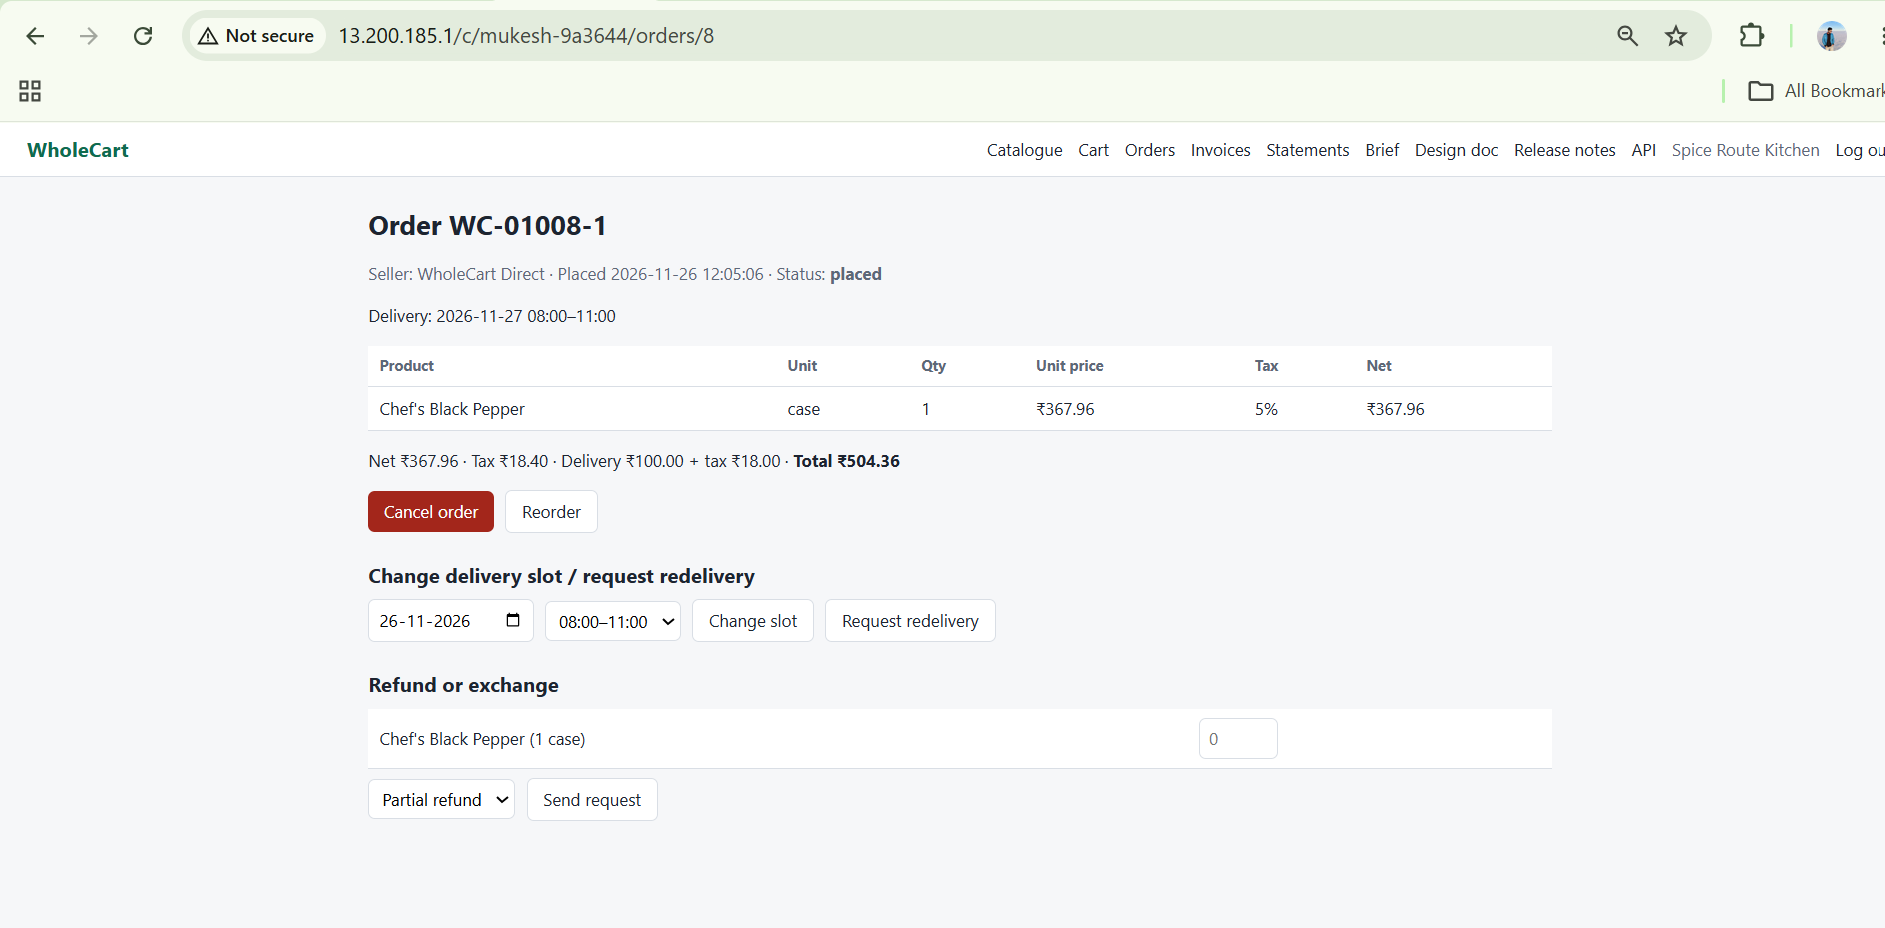 Not secure 13.200.185.1/c/mukesh-9a3644/orders/8
All Bookmark
WholeCart Catalogue Cart Orders Invoices Statements Brief Design doc Release notes API Spice Route Kitchen Log ou
Order WC-01008-1
Seller: WholeCart Direct · Placed 2026-11-26 12:05:06 · Status: placed
Delivery: 2026-11-27 08:00–11:00
Product Unit Qty Unit price Tax Net
Chef's Black Pepper case 1 ₹367.96 5% ₹367.96
Net ₹367.96 · Tax ₹18.40 · Delivery ₹100.00 + tax ₹18.00 · Total ₹504.36
Cancel order Reorder
Change delivery slot / request redelivery
26-11-2026 08:00–11:00 Change slot Request redelivery
Refund or exchange
Chef's Black Pepper (1 case) 0
Partial refund Send request